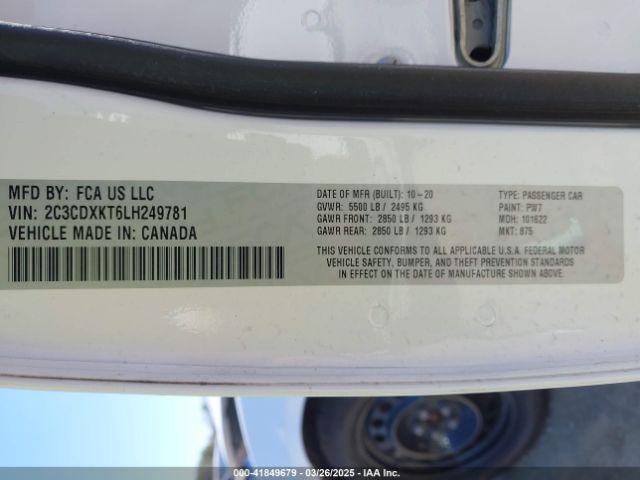 MFD BY: FCA US LLC
VIN: 2C3CDXKT6LH249781
VEHICLE MADE IN: CANADA
DATE OF MFR (BUILT): 10-20
GVWR: 5500 LB / 2495 KG
GAWR FRONT: 2850 LB / 1293 KG
GAWR REAR: 2850 LB / 1293 KG
TYPE: PASSENGER CAR
PAINT: PW7
MDH: 101622
MKT: 875
THIS VEHICLE CONFORMS TO ALL APPLICABLE U.S.A. FEDERAL MOTOR
VEHICLE SAFETY, BUMPER, AND THEFT PREVENTION STANDARDS
IN EFFECT ON THE DATE OF MANUFACTURE SHOWN ABOVE.
000-41849679 / 03/26/2025 / IAA Inc.